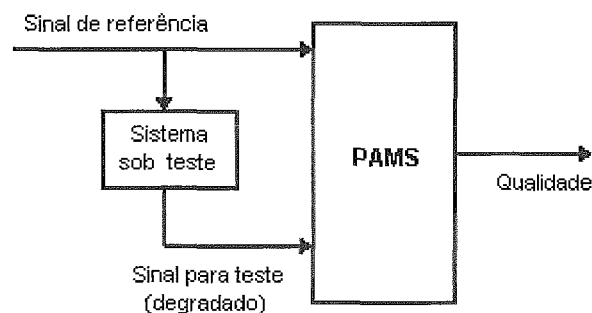 Sinal de referência
Sistema
sob teste
PAMS
Qualidade
Sinal para teste
(degradado)